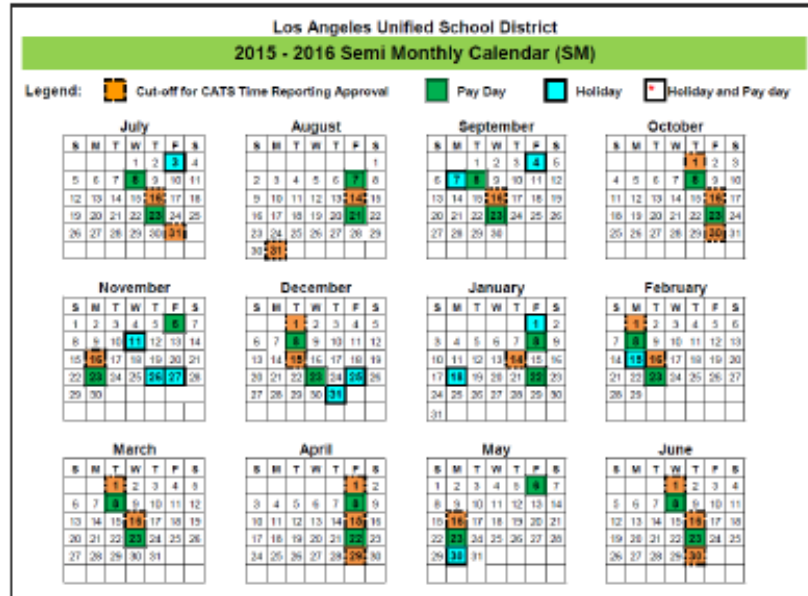 Los Angeles Unified School District
2015 - 2016 Semi Monthly Calendar (SM)
Legend: Cut-off for CATS Time Reporting Approval Pay Day Holiday * Holiday and Pay day
July
S M T W T F S
1 2 3 4
5 6 7 8 9 10 11
12 13 14 15 16 17 18
19 20 21 22 23 24 25
26 27 28 29 30 31
August
S M T W T F S
1
2 3 4 5 6 7 8
9 10 11 12 13 14 15
16 17 18 19 20 21 22
23 24 25 26 27 28 29
30 31
September
S M T W T F S
1 2 3 4 5
6 7 8 9 10 11 12
13 14 15 16 17 18 19
20 21 22 23 24 25 26
27 28 29 30
October
S M T W T F S
1 2 3
4 5 6 7 8 9 10
11 12 13 14 15 16 17
18 19 20 21 22 23 24
25 26 27 28 29 30 31
November
S M T W T F S
1 2 3 4 5 6 7
8 9 10 11 12 13 14
15 16 17 18 19 20 21
22 23 24 25 26 27 28
29 30
December
S M T W T F S
1 2 3 4 5
6 7 8 9 10 11 12
13 14 15 16 17 18 19
20 21 22 23 24 25 26
27 28 29 30 31
January
S M T W T F S
1 2
3 4 5 6 7 8 9
10 11 12 13 14 15 16
17 18 19 20 21 22 23
24 25 26 27 28 29 30
31
February
S M T W T F S
1 2 3 4 5 6
7 8 9 10 11 12 13
14 15 16 17 18 19 20
21 22 23 24 25 26 27
28 29
March
S M T W T F S
1 2 3 4 5
6 7 8 9 10 11 12
13 14 15 16 17 18 19
20 21 22 23 24 25 26
27 28 29 30 31
April
S M T W T F S
1 2
3 4 5 6 7 8 9
10 11 12 13 14 15 16
17 18 19 20 21 22 23
24 25 26 27 28 29 30
May
S M T W T F S
1 2 3 4 5 6 7
8 9 10 11 12 13 14
15 16 17 18 19 20 21
22 23 24 25 26 27 28
29 30 31
June
S M T W T F S
1 2 3 4
5 6 7 8 9 10 11
12 13 14 15 16 17 18
19 20 21 22 23 24 25
26 27 28 29 30